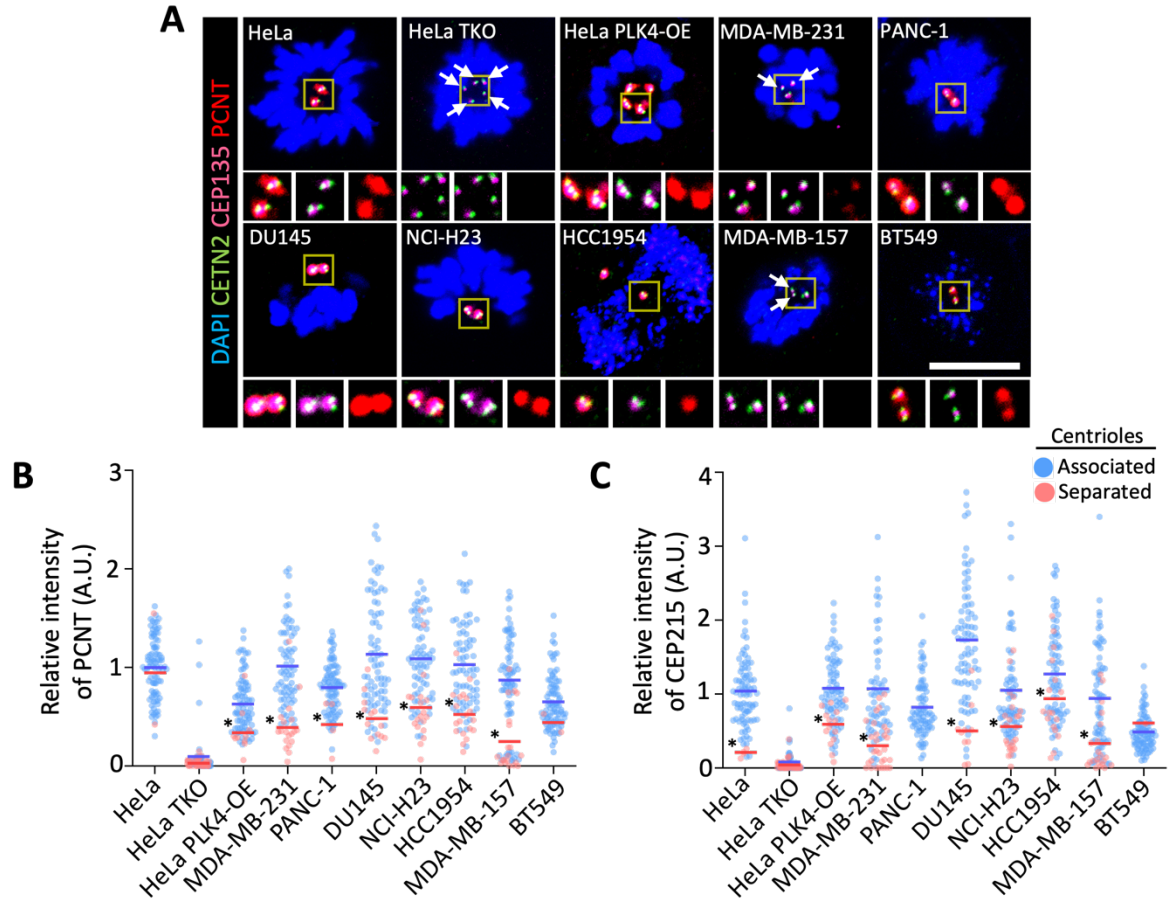 A
DAPI CETN2 CEP135 PCNT
HeLa
HeLa TKO
HeLa PLK4-OE
MDA-MB-231
PANC-1
DU145
NCI-H23
HCC1954
MDA-MB-157
BT549
Centrioles
Associated
Separated
B
Relative intensity
of PCNT (A.U.)
3
2
1
0
*
*
*
*
*
*
*
HeLa
HeLa TKO
HeLa PLK4-OE
MDA-MB-231
PANC-1
DU145
NCI-H23
HCC1954
MDA-MB-157
BT549
C
Relative intensity
of CEP215 (A.U.)
4
3
2
1
0
*
*
*
*
*
*
*
HeLa
HeLa TKO
HeLa PLK4-OE
MDA-MB-231
PANC-1
DU145
NCI-H23
HCC1954
MDA-MB-157
BT549